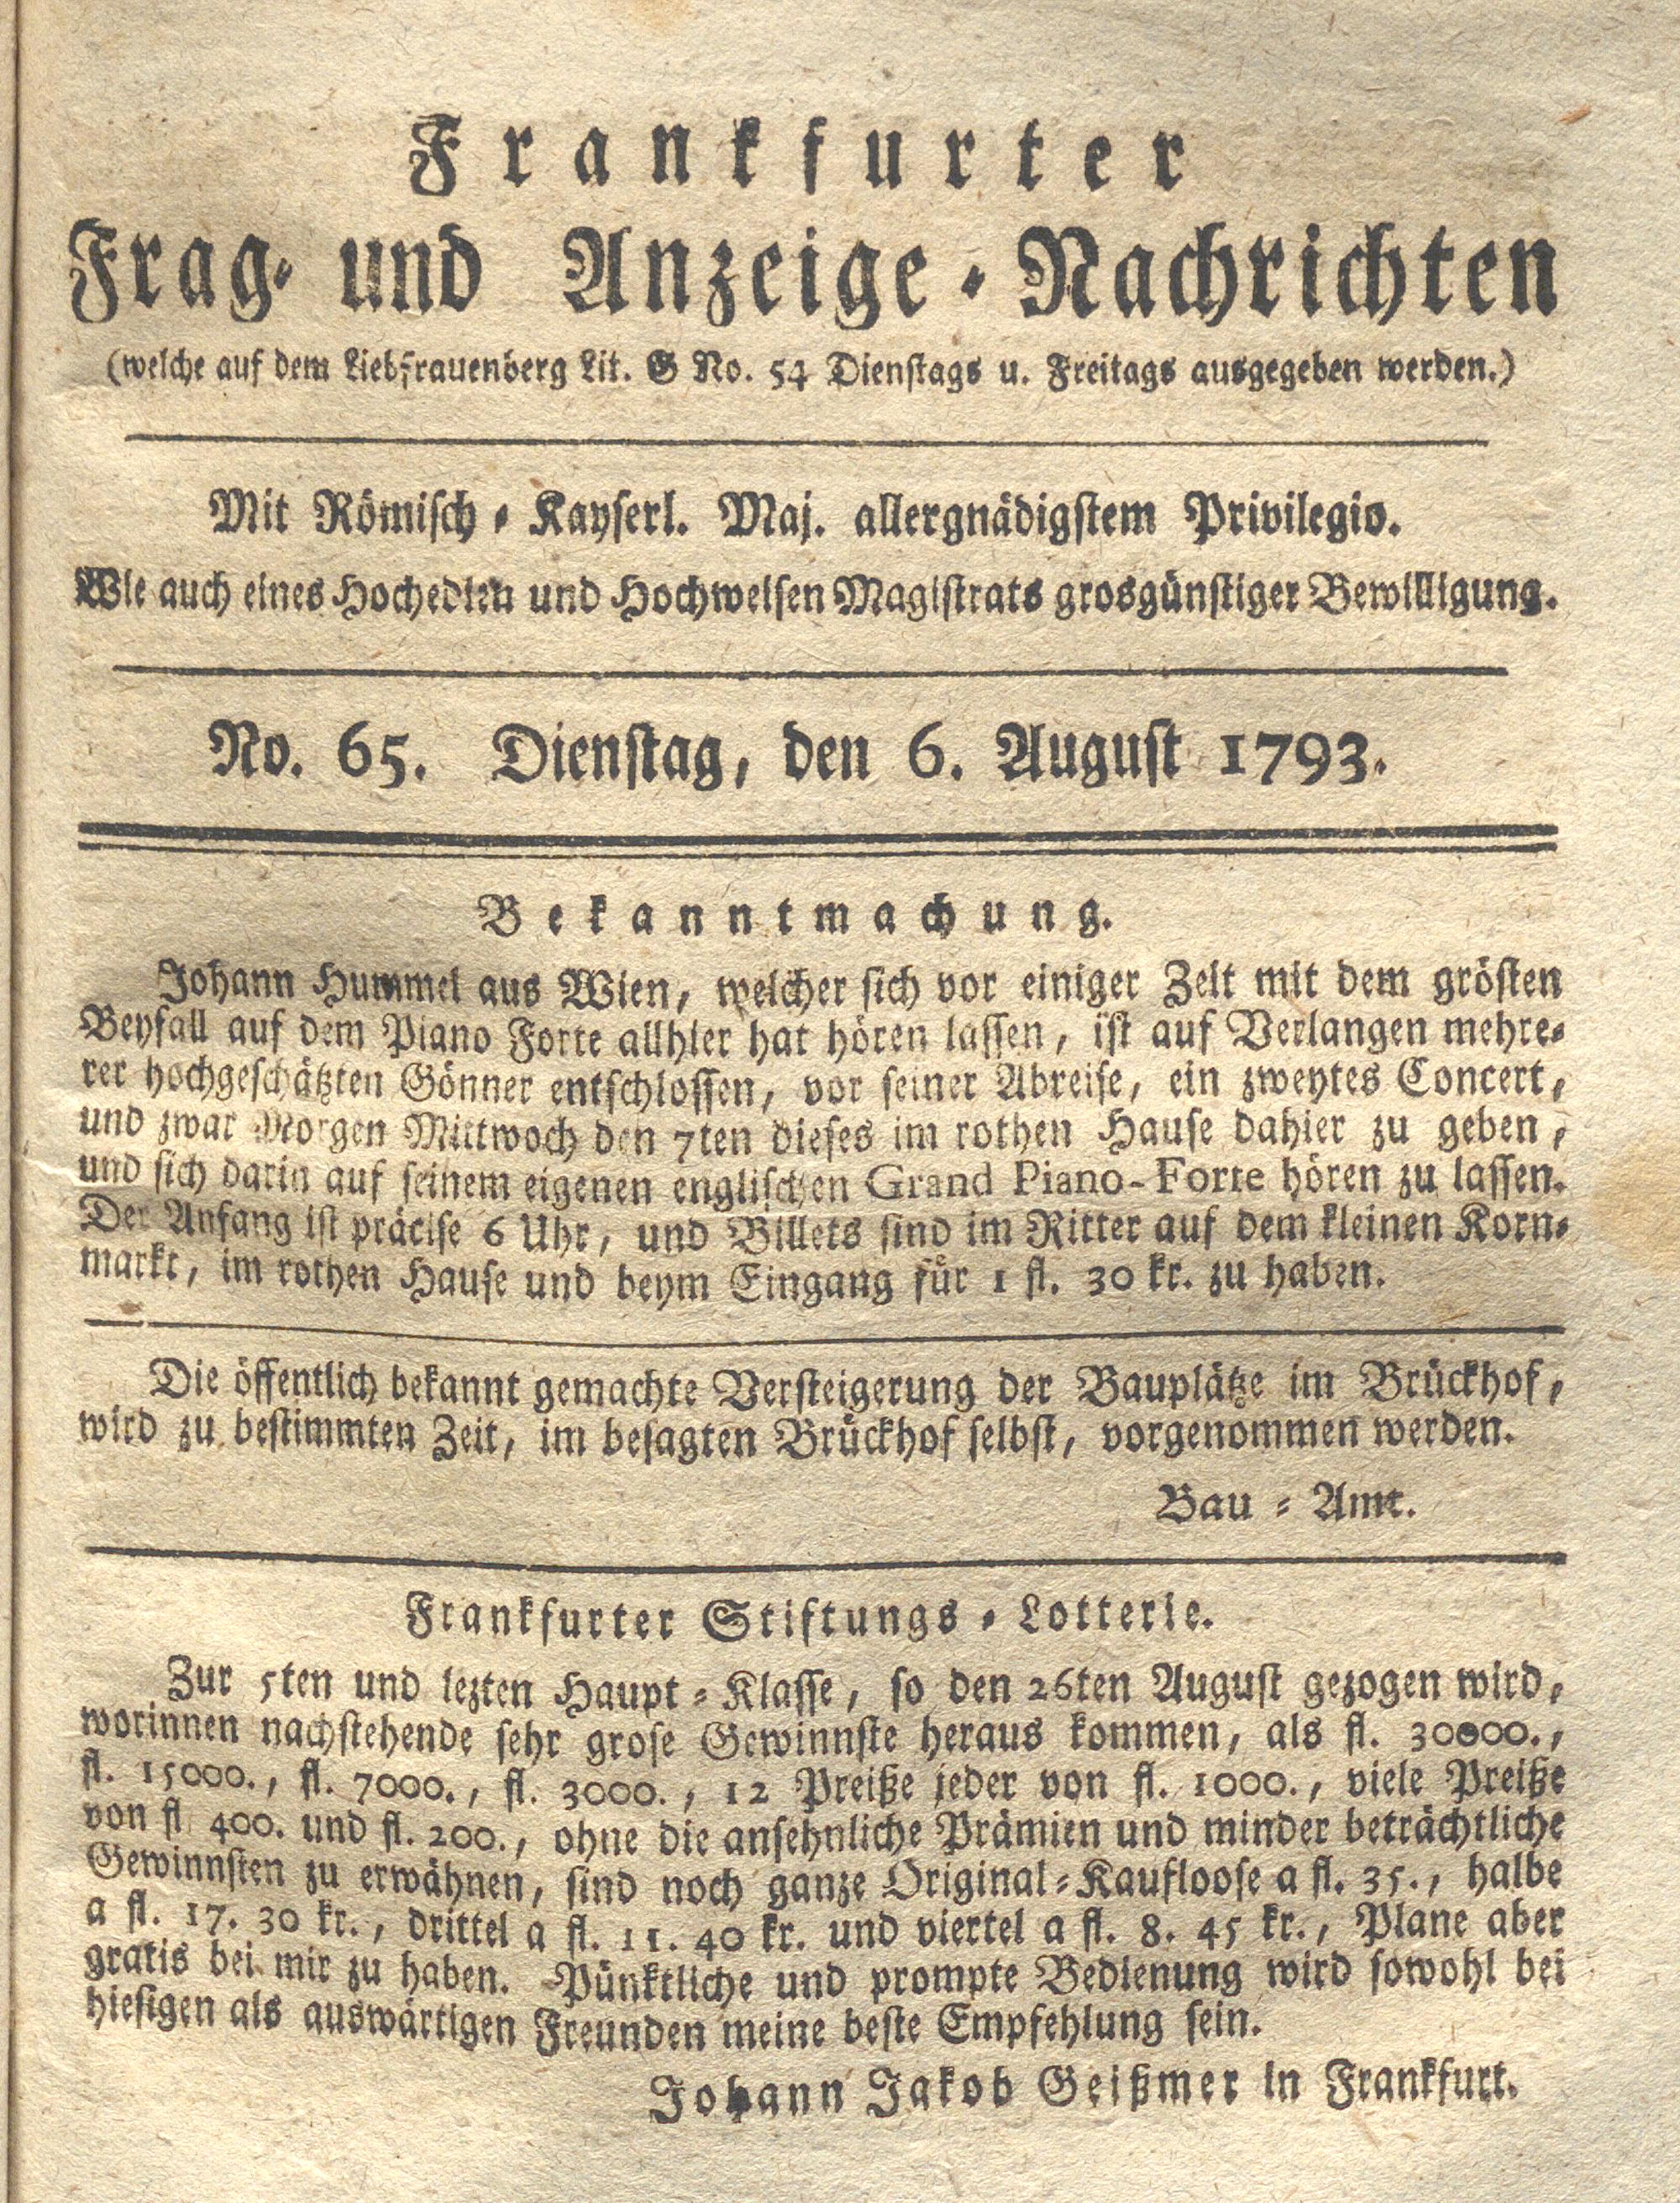 Frankfurter
Frag- und Anzeige-Nachrichten
(welche auf dem Liebfrauenberg Lit. G No. 54 Dienstags u. Freitags ausgegeben werden.)
Mit Römisch-Kayserl. Maj. allergnädigstem Privilegio.
Wie auch eines Hochedlen und Hochweisen Magistrats grosgünstiger Bewilligung.
No. 65. Dienstag, den 6. August 1793.
Bekanntmachung.
Johann Hummel aus Wien, welcher sich vor einiger Zeit mit dem grösten
Beyfall auf dem Piano Forte allhier hat hören lassen, ist auf Verlangen mehre-
rer hochgeschätzten Gönner entschlossen, vor seiner Abreise, ein zweytes Concert,
und zwar Morgen Mittwoch den 7ten dieses im rothen Hause dahier zu geben,
und sich darin auf seinem eigenen englischen Grand Piano-Forte hören zu lassen.
Der Anfang ist präcise 6 Uhr, und Billets sind im Ritter auf dem kleinen Korn-
markt, im rothen Hause und beym Eingang für 1 fl. 30 kr. zu haben.
Die öffentlich bekannt gemachte Versteigerung der Bauplätze im Brückhof,
wird zu bestimmten Zeit, im besagten Brückhof selbst, vorgenommen werden.
Bau-Amt.
Frankfurter Stiftungs-Lotterie.
Zur 5ten und lezten Haupt-Klasse, so den 26ten August gezogen wird,
worinnen nachstehende sehr grose Gewinnste heraus kommen, als fl. 30000.,
fl. 15000., fl. 7000., fl. 3000., 12 Preiße jeder von fl. 1000., viele Preiße
von fl 400. und fl. 200., ohne die ansehnliche Prämien und minder beträchtliche
Gewinnsten zu erwähnen, sind noch ganze Original-Kaufloose a fl. 35., halbe
a fl. 17. 30 kr., drittel a fl. 11. 40 kr. und viertel a fl. 8. 45 kr., Plane aber
gratis bei mir zu haben. Pünktliche und prompte Bedienung wird sowohl bei
hiesigen als auswärtigen Freunden meine beste Empfehlung sein.
Johann Jakob Geißmer in Frankfurt.